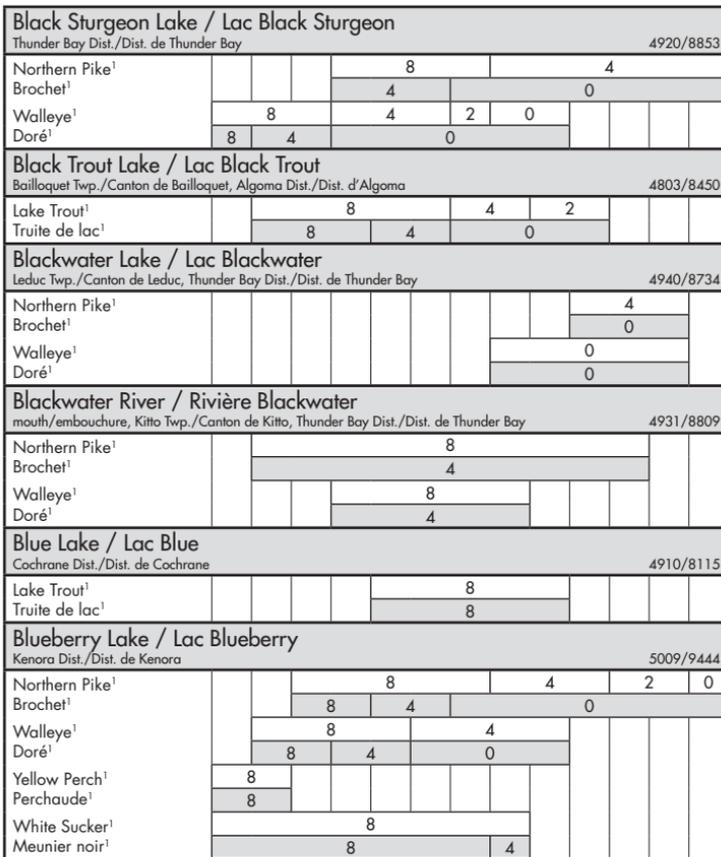 Black Sturgeon Lake / Lac Black Sturgeon
Thunder Bay Dist./Dist. de Thunder Bay 4920/8853
Northern Pike¹ 8 4
Brochet¹ 4 0
Walleye¹ 8 4 2 0
Doré¹ 8 4 0
Black Trout Lake / Lac Black Trout
Bailloquet Twp./Canton de Bailloquet, Algoma Dist./Dist. d’Algoma 4803/8450
Lake Trout¹ 8 4 2
Truite de lac¹ 8 4 0
Blackwater Lake / Lac Blackwater
Leduc Twp./Canton de Leduc, Thunder Bay Dist./Dist. de Thunder Bay 4940/8734
Northern Pike¹ 4
Brochet¹ 0
Walleye¹ 0
Doré¹ 0
Blackwater River / Rivière Blackwater
mouth/embouchure, Kitto Twp./Canton de Kitto, Thunder Bay Dist./Dist. de Thunder Bay 4931/8809
Northern Pike¹ 8
Brochet¹ 4
Walleye¹ 8
Doré¹ 4
Blue Lake / Lac Blue
Cochrane Dist./Dist. de Cochrane 4910/8115
Lake Trout¹ 8
Truite de lac¹ 8
Blueberry Lake / Lac Blueberry
Kenora Dist./Dist. de Kenora 5009/9444
Northern Pike¹ 8 4 2 0
Brochet¹ 8 4 0
Walleye¹ 8 4
Doré¹ 8 4 0
Yellow Perch¹ 8
Perchaude¹ 8
White Sucker¹ 8
Meunier noir¹ 8 4